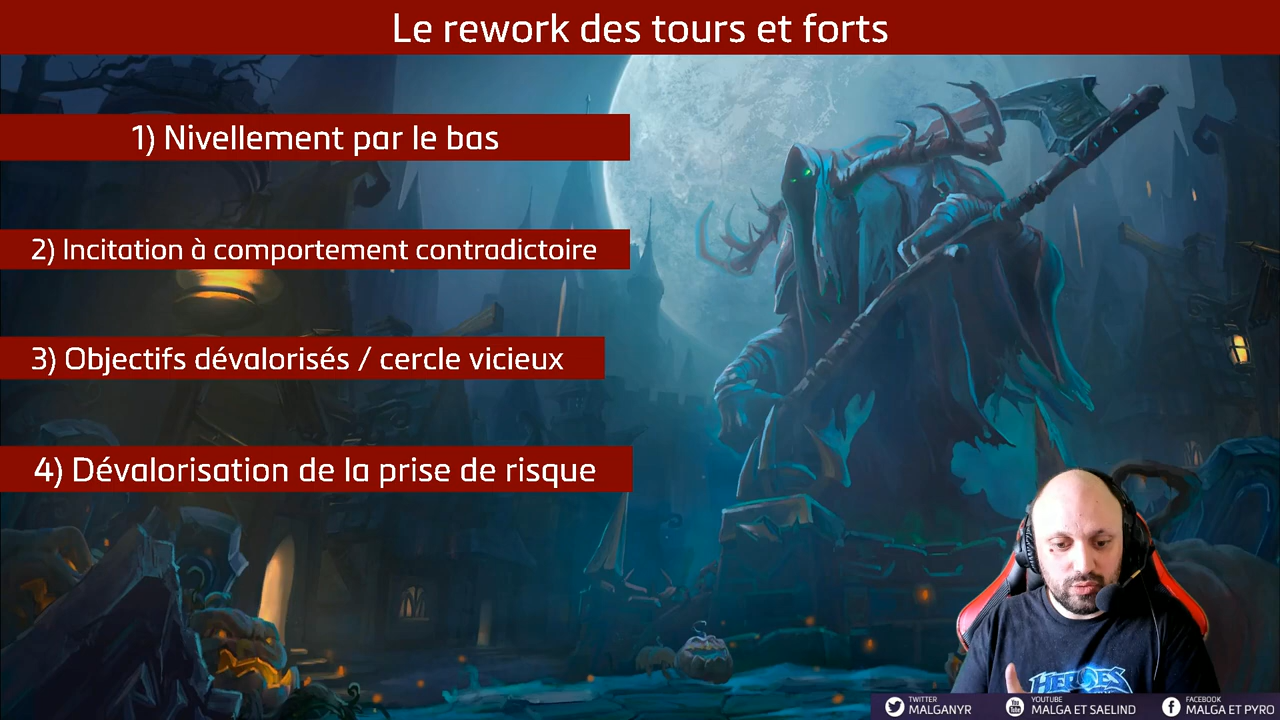 Le rework des tours et forts
1) Nivellement par le bas
2) Incitation à comportement contradictoire
3) Objectifs dévalorisés / cercle vicieux
4) Dévalorisation de la prise de risque
HEROES
TWITTER
MALGANYR
YOUTUBE
MALGA ET SAELIND
FACEBOOK
MALGA ET PYRO